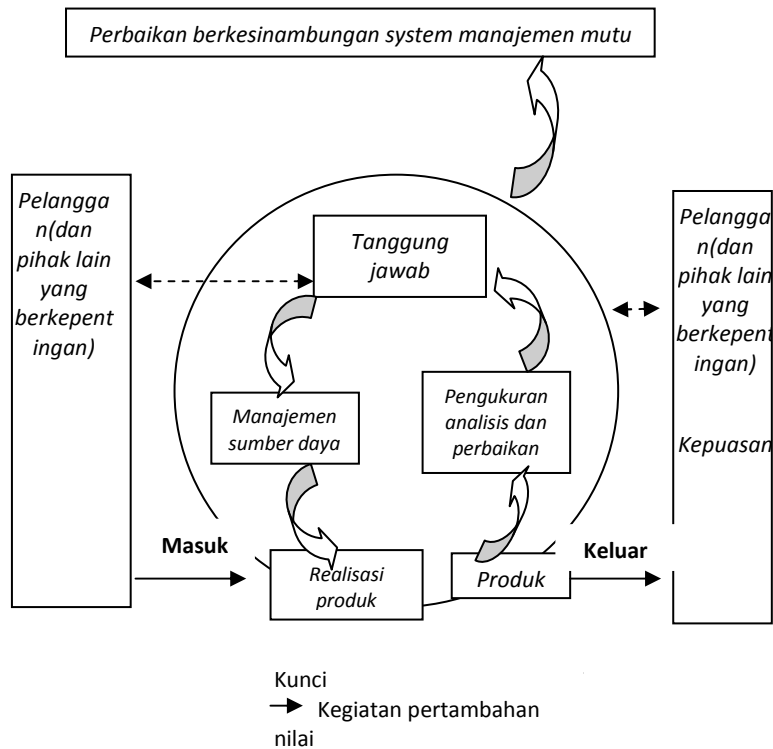 Perbaikan berkesinambungan system manajemen mutu
Pelangga
n(dan
pihak lain
yang
berkepent
ingan)
Tanggung
jawab
Pelangga
n(dan
pihak lain
yang
berkepent
ingan)
Kepuasan
Manajemen
sumber daya
Pengukuran
analisis dan
perbaikan
Masuk
Realisasi
produk
Produk
Keluar
Kunci
Kegiatan pertambahan
nilai